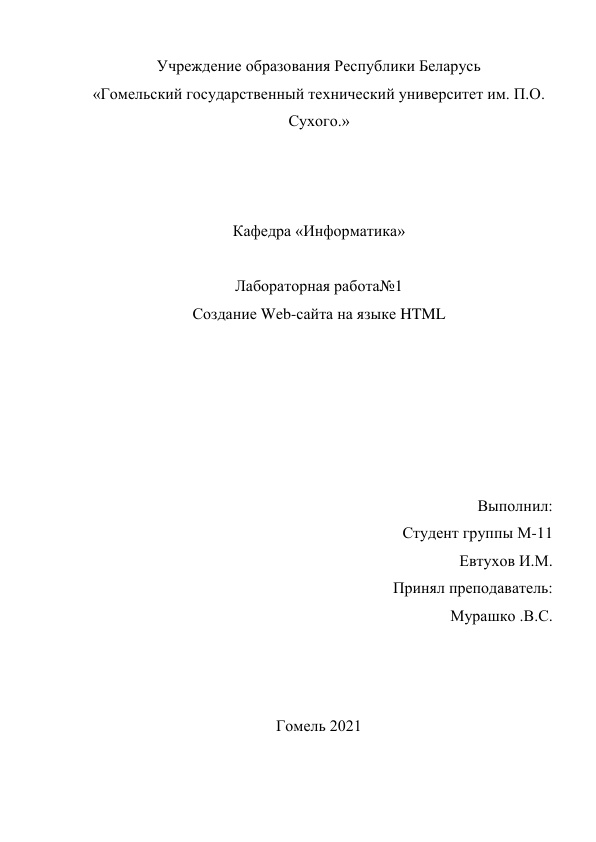 Учреждение образования Республики Беларусь
«Гомельский государственный технический университет им. П.О.
Сухого.»
Кафедра «Информатика»
Лабораторная работа№1
Создание Web-сайта на языке HTML
Выполнил:
Студент группы М-11
Евтухов И.М.
Принял преподаватель:
Мурашко .В.С.
Гомель 2021